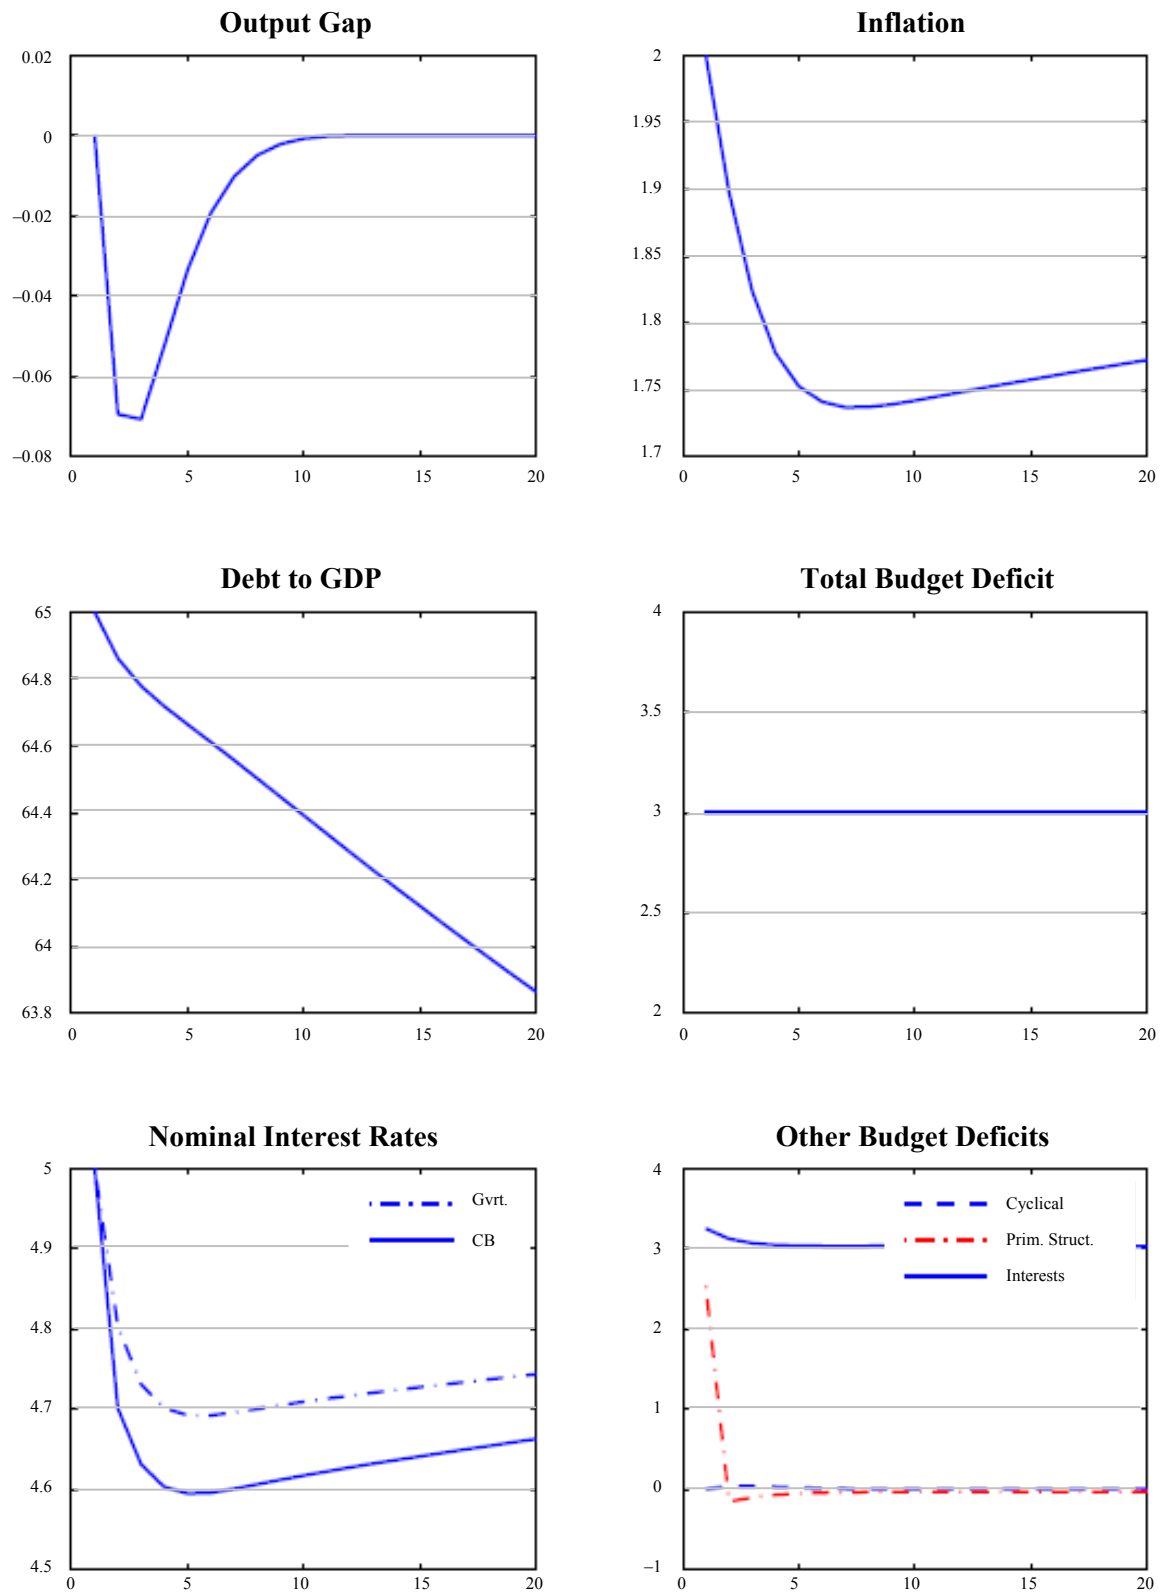 Output Gap
0.02
0
–0.02
–0.04
–0.06
–0.08
0 5 10 15 20
Inflation
2
1.95
1.9
1.85
1.8
1.75
1.7
0 5 10 15 20
Debt to GDP
65
64.8
64.6
64.4
64.2
64
63.8
0 5 10 15 20
Total Budget Deficit
4
3.5
3
2.5
2
0 5 10 15 20
Nominal Interest Rates
5
4.9
4.8
4.7
4.6
4.5
0 5 10 15 20
Gvrt.
CB
Other Budget Deficits
4
3
2
1
0
–1
0 5 10 15 20
Cyclical
Prim. Struct.
Interests